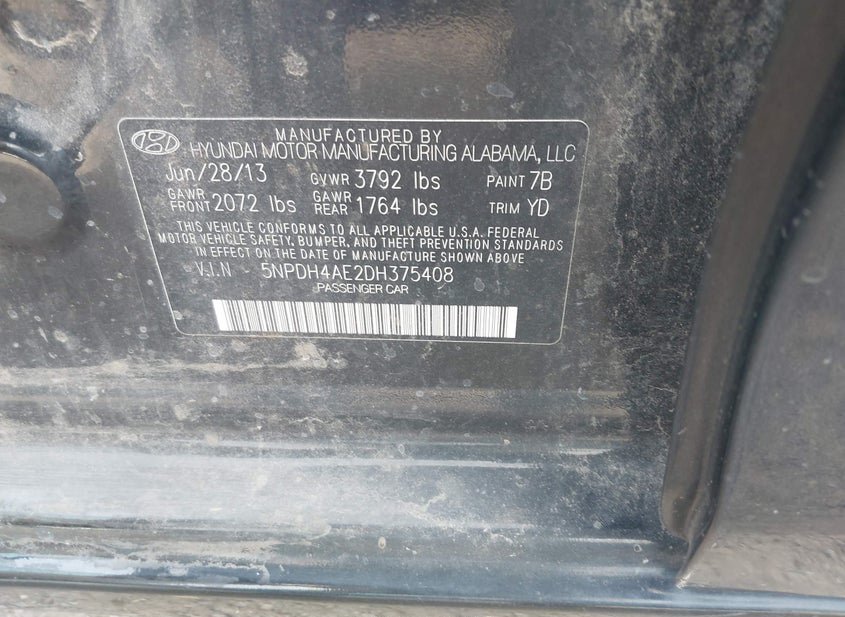 MANUFACTURED BY
HYUNDAI MOTOR MANUFACTURING ALABAMA, LLC
Jun/28/13 GVWR 3792 lbs PAINT 7B
GAWR FRONT 2072 lbs GAWR REAR 1764 lbs TRIM YD
THIS VEHICLE CONFORMS TO ALL APPLICABLE U.S.A. FEDERAL
MOTOR VEHICLE SAFETY, BUMPER, AND THEFT PREVENTION STANDARDS
IN EFFECT ON THE DATE OF MANUFACTURE SHOWN ABOVE
V.I.N - 5NPDH4AE2DH375408
PASSENGER CAR